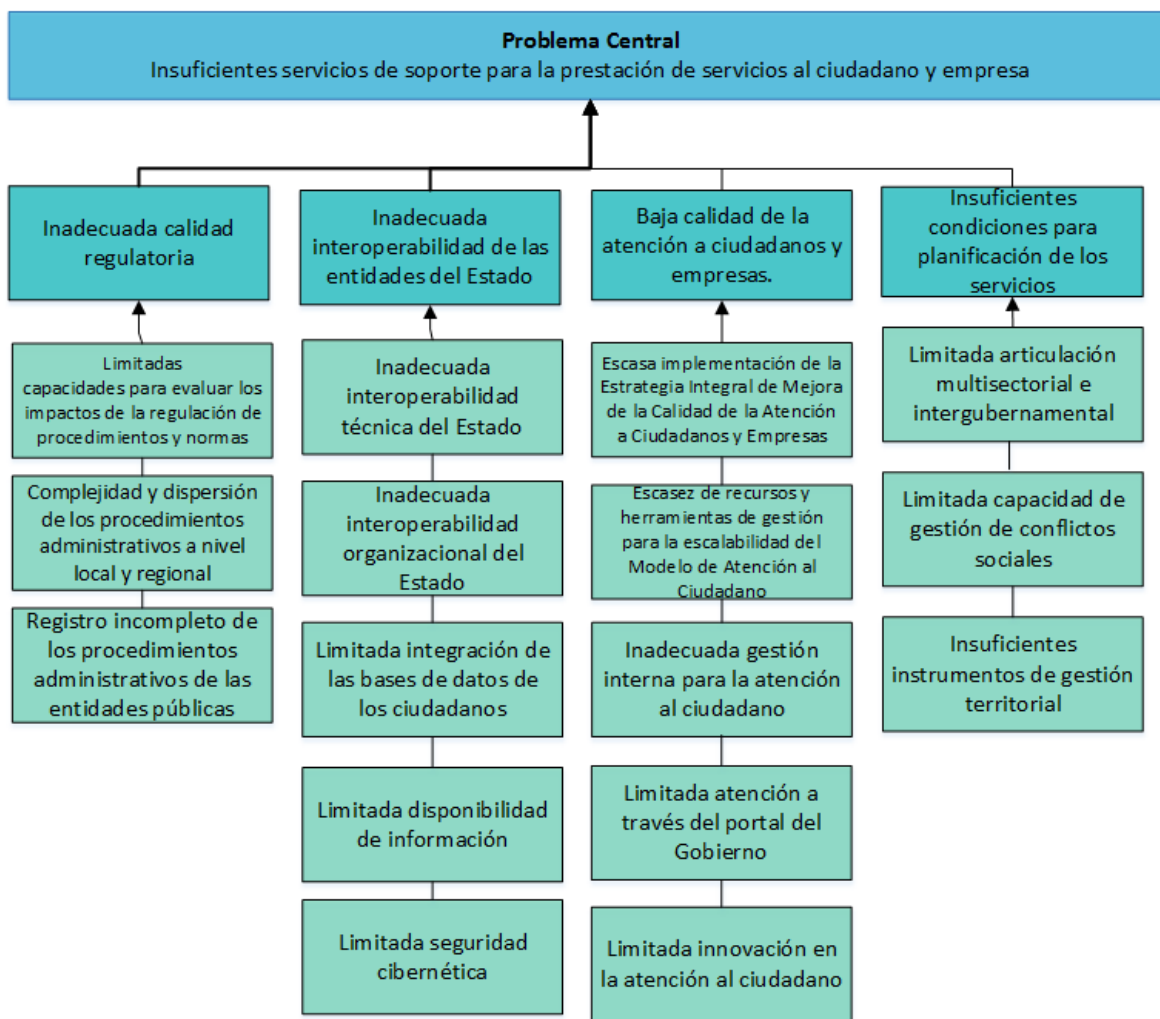 Problema Central
Insuficientes servicios de soporte para la prestación de servicios al ciudadano y empresa
Inadecuada calidad
regulatoria
Inadecuada
interoperabilidad de las
entidades del Estado
Baja calidad de la
atención a ciudadanos y
empresas.
Insuficientes
condiciones para
planificación de los
servicios
Limitadas
capacidades para evaluar los
impactos de la regulación de
procedimientos y normas
Complejidad y dispersión
de los procedimientos
administrativos a nivel
local y regional
Registro incompleto de
los procedimientos
administrativos de las
entidades públicas
Inadecuada
interoperabilidad
técnica del Estado
Inadecuada
interoperabilidad
organizacional del
Estado
Limitada integración de
las bases de datos de
los ciudadanos
Limitada disponibilidad
de información
Limitada seguridad
cibernética
Escasa implementación de la
Estrategia Integral de Mejora
de la Calidad de la Atención
a Ciudadanos y Empresas
Escasez de recursos y
herramientas de gestión
para la escalabilidad del
Modelo de Atención al
Ciudadano
Inadecuada gestión
interna para la atención
al ciudadano
Limitada atención a
través del portal del
Gobierno
Limitada innovación en
la atención al ciudadano
Limitada articulación
multisectorial e
intergubernamental
Limitada capacidad de
gestión de conflictos
sociales
Insuficientes
instrumentos de gestión
territorial